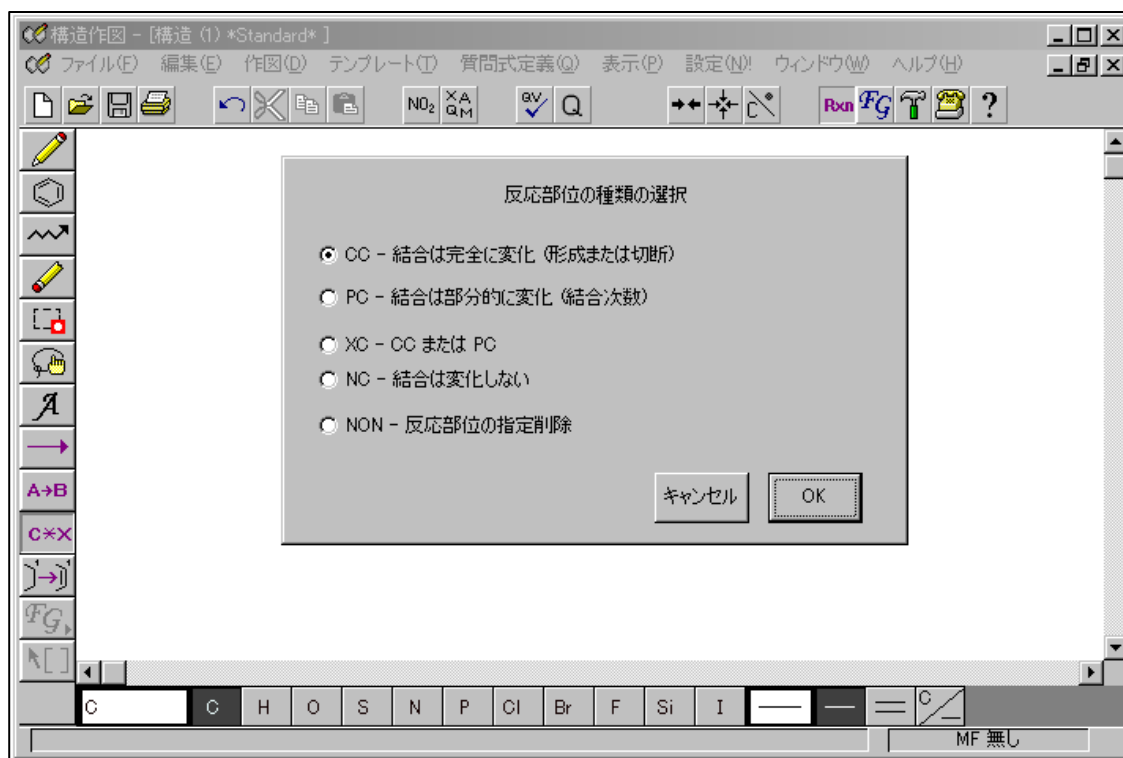 構造作図 - [構造 (1) *Standard* ]
ファイル(F) 編集(E) 作図(D) テンプレート(T) 質問式定義(Q) 表示(P) 設定(N)! ウィンドウ(W) ヘルプ(H)
NO₂ XA QM av Q C Rxn FG ?
反応部位の種類の選択
CC - 結合は完全に変化 (形成または切断)
PC - 結合は部分的に変化 (結合次数)
XC - CC または PC
NC - 結合は変化しない
NON - 反応部位の指定削除
キャンセル OK
A
A→B
C*X
FG
C C H O S N P Cl Br F Si I C
MF 無し